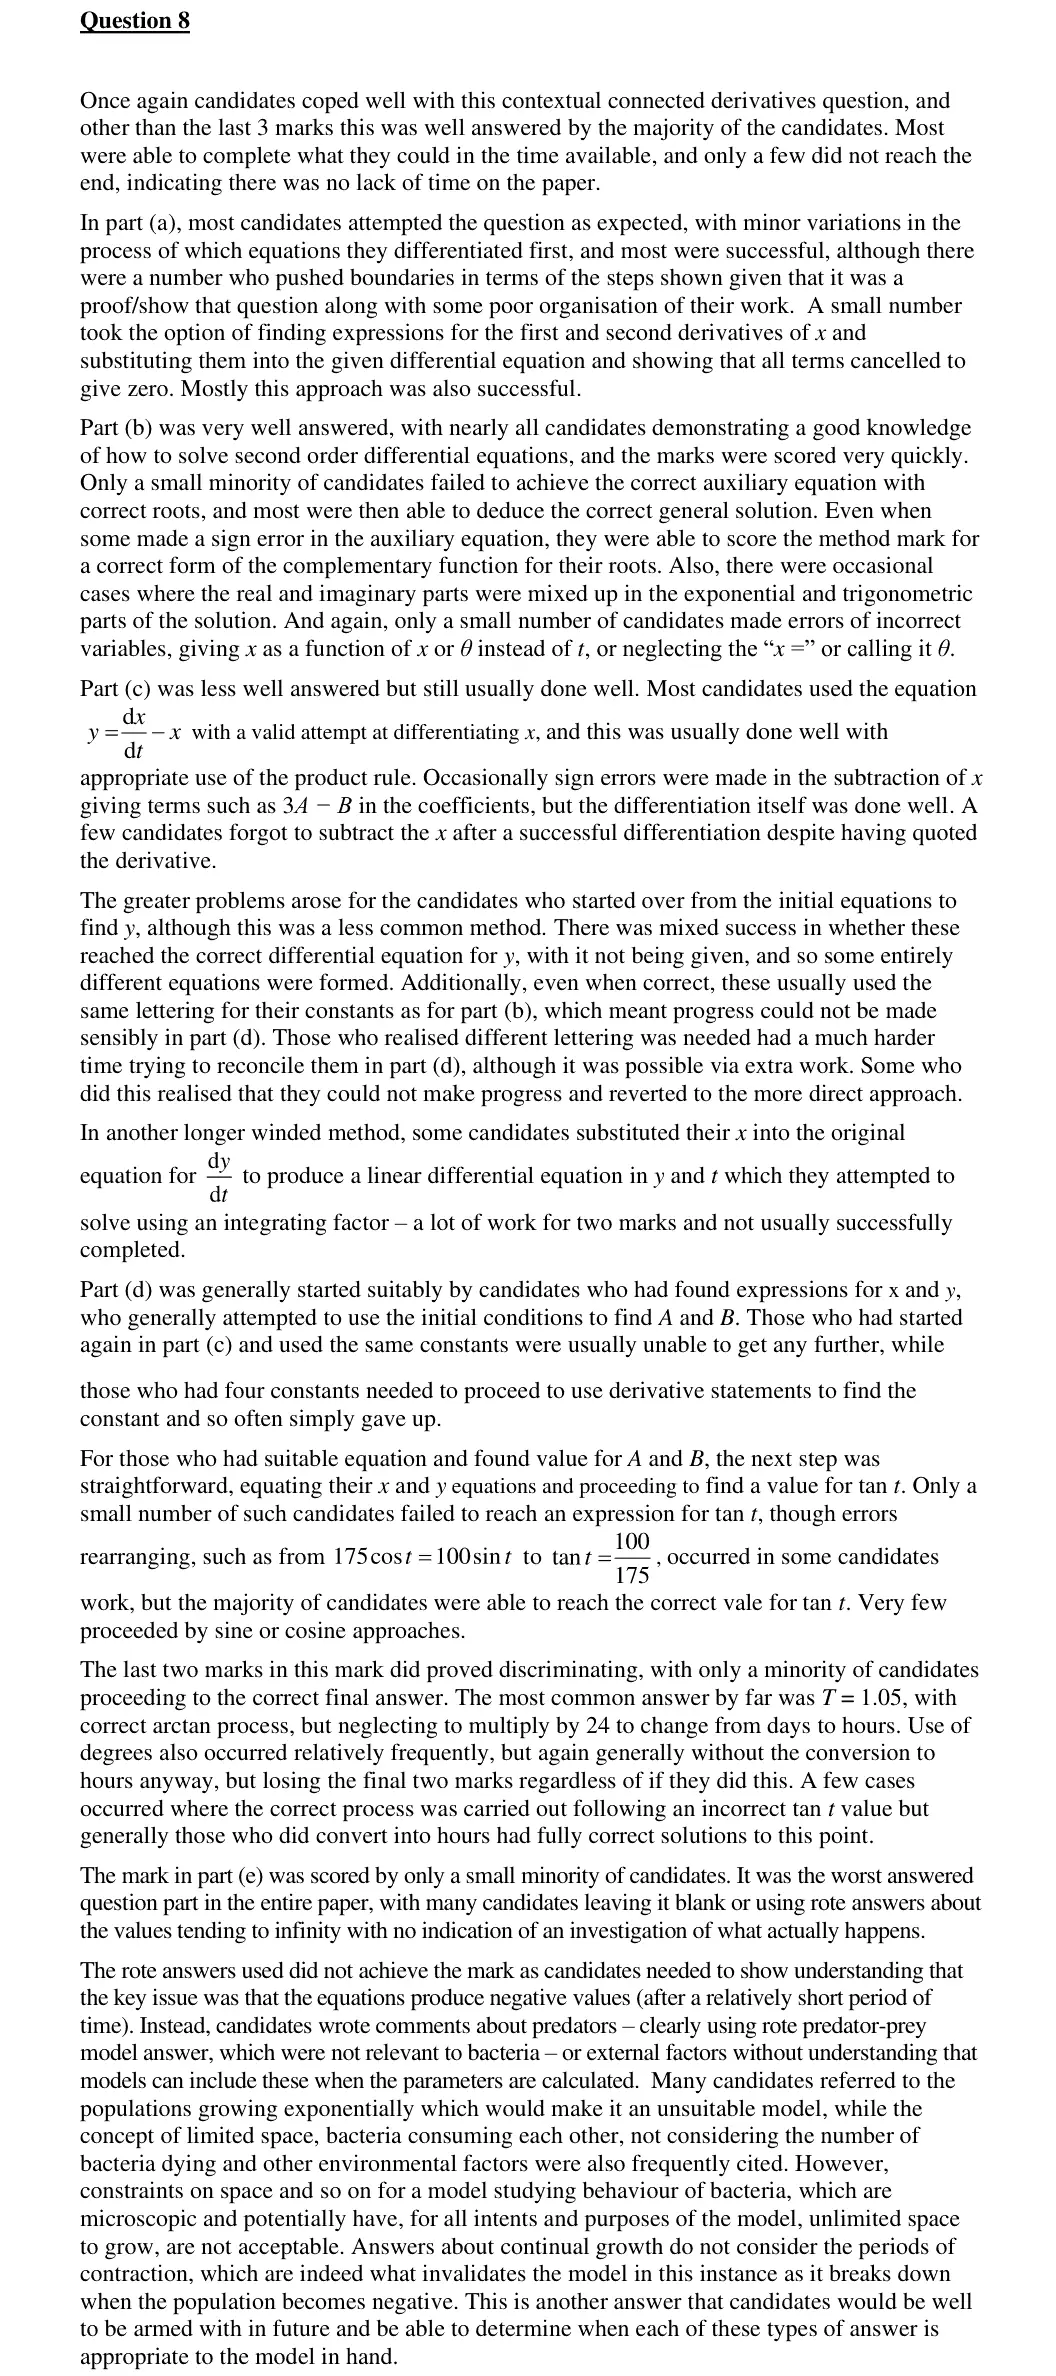 Question 8
Once again candidates coped well with this contextual connected derivatives question, and
other than the last 3 marks this was well answered by the majority of the candidates. Most
were able to complete what they could in the time available, and only a few did not reach the
end, indicating there was no lack of time on the paper.
In part (a), most candidates attempted the question as expected, with minor variations in the
process of which equations they differentiated first, and most were successful, although there
were a number who pushed boundaries in terms of the steps shown given that it was a
proof/show that question along with some poor organisation of their work. A small number
took the option of finding expressions for the first and second derivatives of x and
substituting them into the given differential equation and showing that all terms cancelled to
give zero. Mostly this approach was also successful.
Part (b) was very well answered, with nearly all candidates demonstrating a good knowledge
of how to solve second order differential equations, and the marks were scored very quickly.
Only a small minority of candidates failed to achieve the correct auxiliary equation with
correct roots, and most were then able to deduce the correct general solution. Even when
some made a sign error in the auxiliary equation, they were able to score the method mark for
a correct form of the complementary function for their roots. Also, there were occasional
cases where the real and imaginary parts were mixed up in the exponential and trigonometric
parts of the solution. And again, only a small number of candidates made errors of incorrect
variables, giving x as a function of x or θ instead of t, or neglecting the “x =” or calling it θ.
Part (c) was less well answered but still usually done well. Most candidates used the equation
y = dx/dt − x with a valid attempt at differentiating x, and this was usually done well with
appropriate use of the product rule. Occasionally sign errors were made in the subtraction of x
giving terms such as 3A − B in the coefficients, but the differentiation itself was done well. A
few candidates forgot to subtract the x after a successful differentiation despite having quoted
the derivative.
The greater problems arose for the candidates who started over from the initial equations to
find y, although this was a less common method. There was mixed success in whether these
reached the correct differential equation for y, with it not being given, and so some entirely
different equations were formed. Additionally, even when correct, these usually used the
same lettering for their constants as for part (b), which meant progress could not be made
sensibly in part (d). Those who realised different lettering was needed had a much harder
time trying to reconcile them in part (d), although it was possible via extra work. Some who
did this realised that they could not make progress and reverted to the more direct approach.
In another longer winded method, some candidates substituted their x into the original
equation for dy/dt to produce a linear differential equation in y and t which they attempted to
solve using an integrating factor – a lot of work for two marks and not usually successfully
completed.
Part (d) was generally started suitably by candidates who had found expressions for x and y,
who generally attempted to use the initial conditions to find A and B. Those who had started
again in part (c) and used the same constants were usually unable to get any further, while
those who had four constants needed to proceed to use derivative statements to find the
constant and so often simply gave up.
For those who had suitable equation and found value for A and B, the next step was
straightforward, equating their x and y equations and proceeding to find a value for tan t. Only a
small number of such candidates failed to reach an expression for tan t, though errors
rearranging, such as from 175cos t = 100sin t to tan t = 100/175, occurred in some candidates
work, but the majority of candidates were able to reach the correct vale for tan t. Very few
proceeded by sine or cosine approaches.
The last two marks in this mark did proved discriminating, with only a minority of candidates
proceeding to the correct final answer. The most common answer by far was T = 1.05, with
correct arctan process, but neglecting to multiply by 24 to change from days to hours. Use of
degrees also occurred relatively frequently, but again generally without the conversion to
hours anyway, but losing the final two marks regardless of if they did this. A few cases
occurred where the correct process was carried out following an incorrect tan t value but
generally those who did convert into hours had fully correct solutions to this point.
The mark in part (e) was scored by only a small minority of candidates. It was the worst answered
question part in the entire paper, with many candidates leaving it blank or using rote answers about
the values tending to infinity with no indication of an investigation of what actually happens.
The rote answers used did not achieve the mark as candidates needed to show understanding that
the key issue was that the equations produce negative values (after a relatively short period of
time). Instead, candidates wrote comments about predators – clearly using rote predator-prey
model answer, which were not relevant to bacteria – or external factors without understanding that
models can include these when the parameters are calculated. Many candidates referred to the
populations growing exponentially which would make it an unsuitable model, while the
concept of limited space, bacteria consuming each other, not considering the number of
bacteria dying and other environmental factors were also frequently cited. However,
constraints on space and so on for a model studying behaviour of bacteria, which are
microscopic and potentially have, for all intents and purposes of the model, unlimited space
to grow, are not acceptable. Answers about continual growth do not consider the periods of
contraction, which are indeed what invalidates the model in this instance as it breaks down
when the population becomes negative. This is another answer that candidates would be well
to be armed with in future and be able to determine when each of these types of answer is
appropriate to the model in hand.